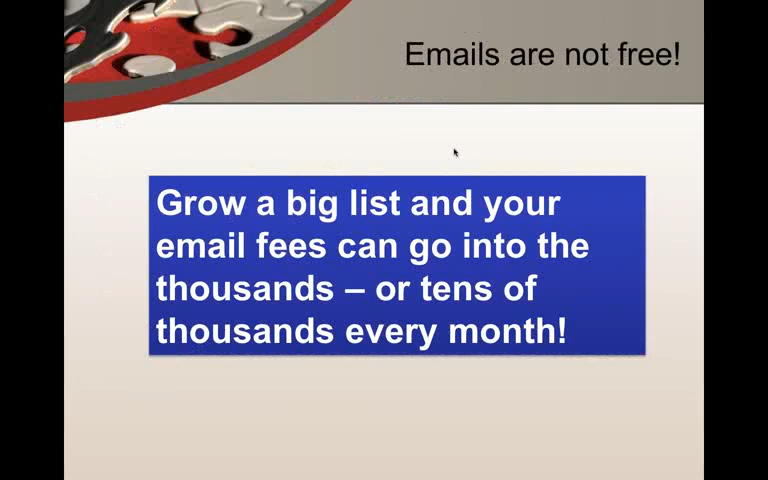 Emails are not free!
Grow a big list and your
email fees can go into the
thousands – or tens of
thousands every month!